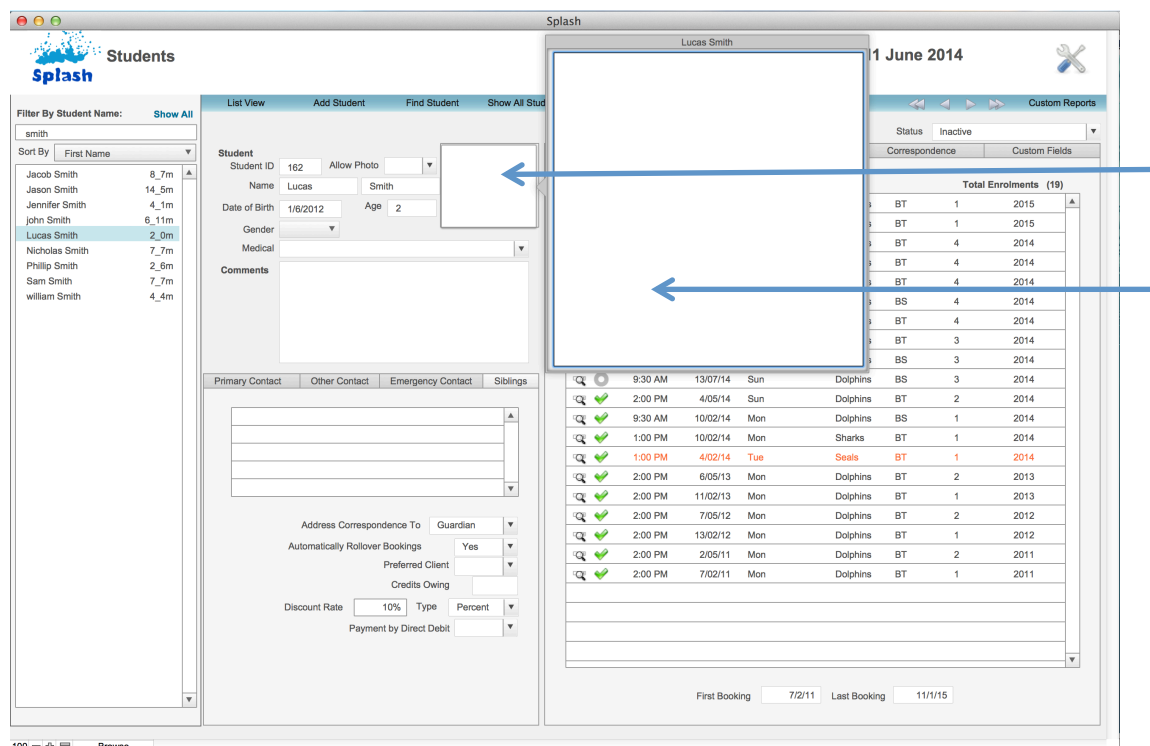 Splash
Students
Splash
Lucas Smith
11 June 2014
List View Add Student Find Student Show All Stud
Custom Reports
Filter By Student Name: Show All
smith
Sort By First Name
Jacob Smith 8_7m
Jason Smith 14_5m
Jennifer Smith 4_1m
john Smith 6_11m
Lucas Smith 2_0m
Nicholas Smith 7_7m
Phillip Smith 2_6m
Sam Smith 7_7m
william Smith 4_4m
Student
Student ID 162 Allow Photo
Name Lucas Smith
Date of Birth 1/6/2012 Age 2
Gender
Medical
Comments
Primary Contact Other Contact Emergency Contact Siblings
Address Correspondence To Guardian
Automatically Rollover Bookings Yes
Preferred Client
Credits Owing
Discount Rate 10% Type Percent
Payment by Direct Debit
Status Inactive
Correspondence Custom Fields
Total Enrolments (19)
s BT 1 2015
s BT 1 2015
s BT 4 2014
s BT 4 2014
s BT 4 2014
s BS 4 2014
s BT 4 2014
s BT 3 2014
s BS 3 2014
9:30 AM 13/07/14 Sun Dolphins BS 3 2014
2:00 PM 4/05/14 Sun Dolphins BT 2 2014
9:30 AM 10/02/14 Mon Dolphins BS 1 2014
1:00 PM 10/02/14 Mon Sharks BT 1 2014
1:00 PM 4/02/14 Tue Seals BT 1 2014
2:00 PM 6/05/13 Mon Dolphins BT 2 2013
2:00 PM 11/02/13 Mon Dolphins BT 1 2013
2:00 PM 7/05/12 Mon Dolphins BT 2 2012
2:00 PM 13/02/12 Mon Dolphins BT 1 2012
2:00 PM 2/05/11 Mon Dolphins BT 2 2011
2:00 PM 7/02/11 Mon Dolphins BT 1 2011
First Booking 7/2/11 Last Booking 11/1/15
100 Browse